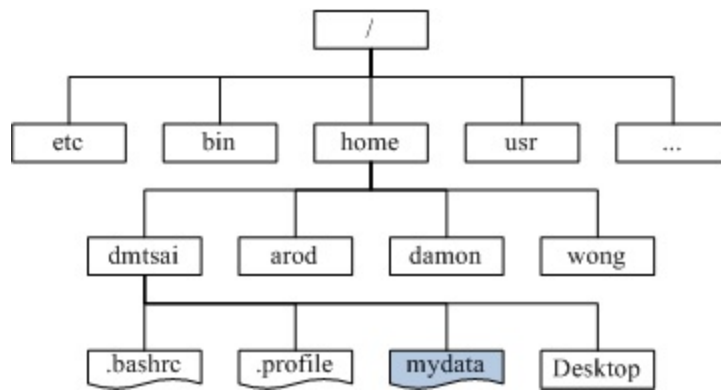 /
etc bin home usr ...
dmtsai arod damon wong
.bashrc .profile mydata Desktop